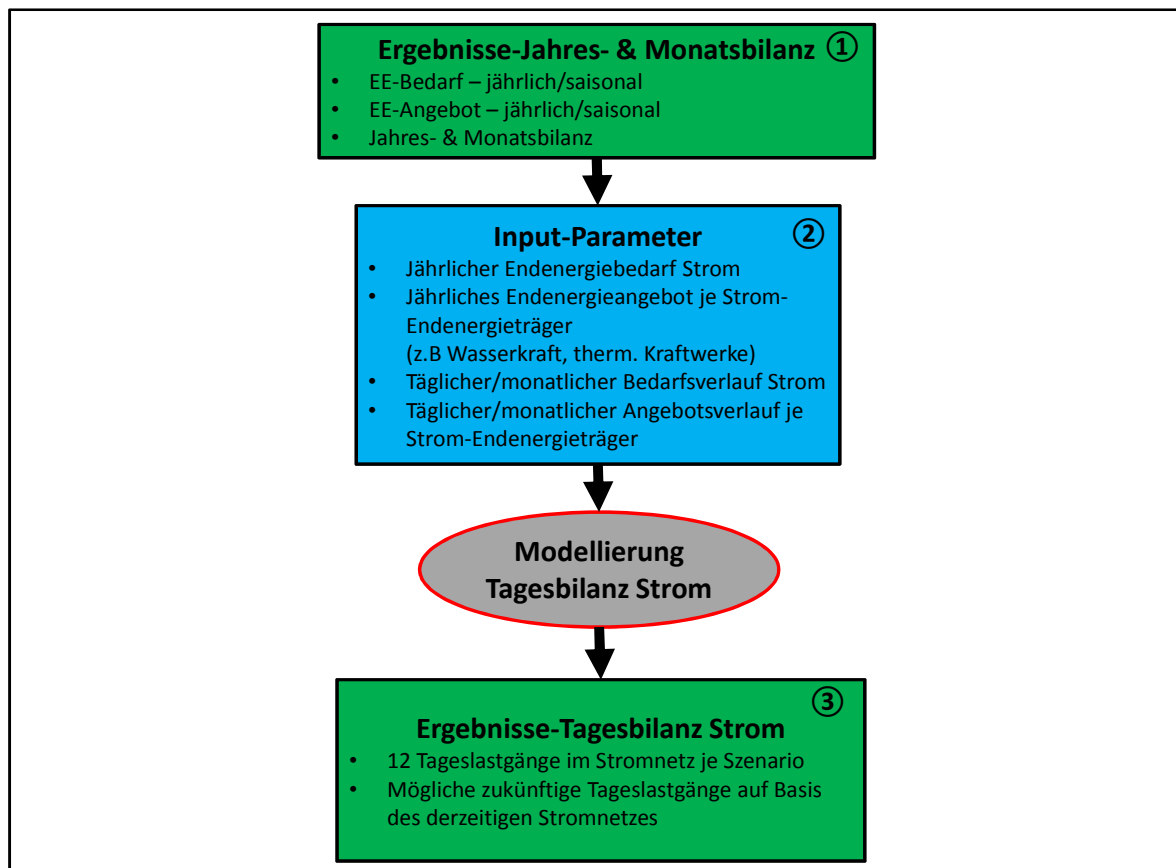 Ergebnisse-Jahres- & Monatsbilanz ①
• EE-Bedarf – jährlich/saisonal
• EE-Angebot – jährlich/saisonal
• Jahres- & Monatsbilanz
Input-Parameter ②
• Jährlicher Endenergiebedarf Strom
• Jährliches Endenergieangebot je Strom-
Endenergieträger
(z.B Wasserkraft, therm. Kraftwerke)
• Täglicher/monatlicher Bedarfsverlauf Strom
• Täglicher/monatlicher Angebotsverlauf je
Strom-Endenergieträger
Modellierung
Tagesbilanz Strom
③
Ergebnisse-Tagesbilanz Strom
• 12 Tageslastgänge im Stromnetz je Szenario
• Mögliche zukünftige Tageslastgänge auf Basis
des derzeitigen Stromnetzes